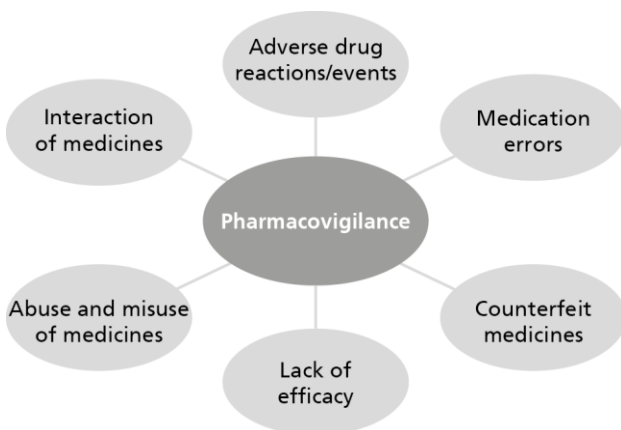 Adverse drug
reactions/events
Interaction
of medicines
Medication
errors
Pharmacovigilance
Abuse and misuse
of medicines
Counterfeit
medicines
Lack of
efficacy